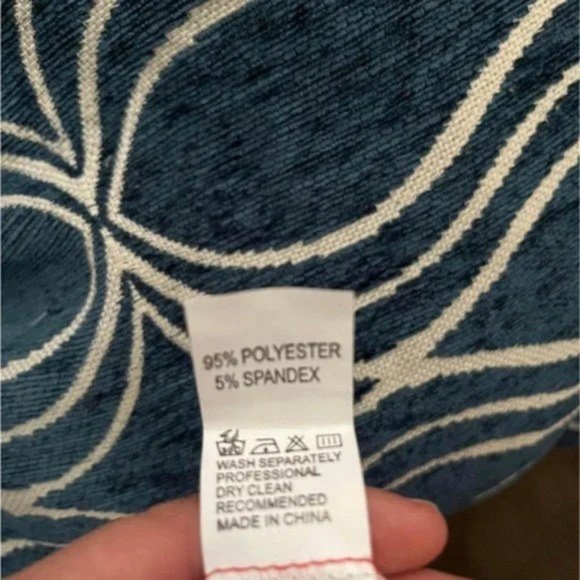 95% POLYESTER
5% SPANDEX
WASH SEPARATELY
PROFESSIONAL
DRY CLEAN
RECOMMENDED
MADE IN CHINA